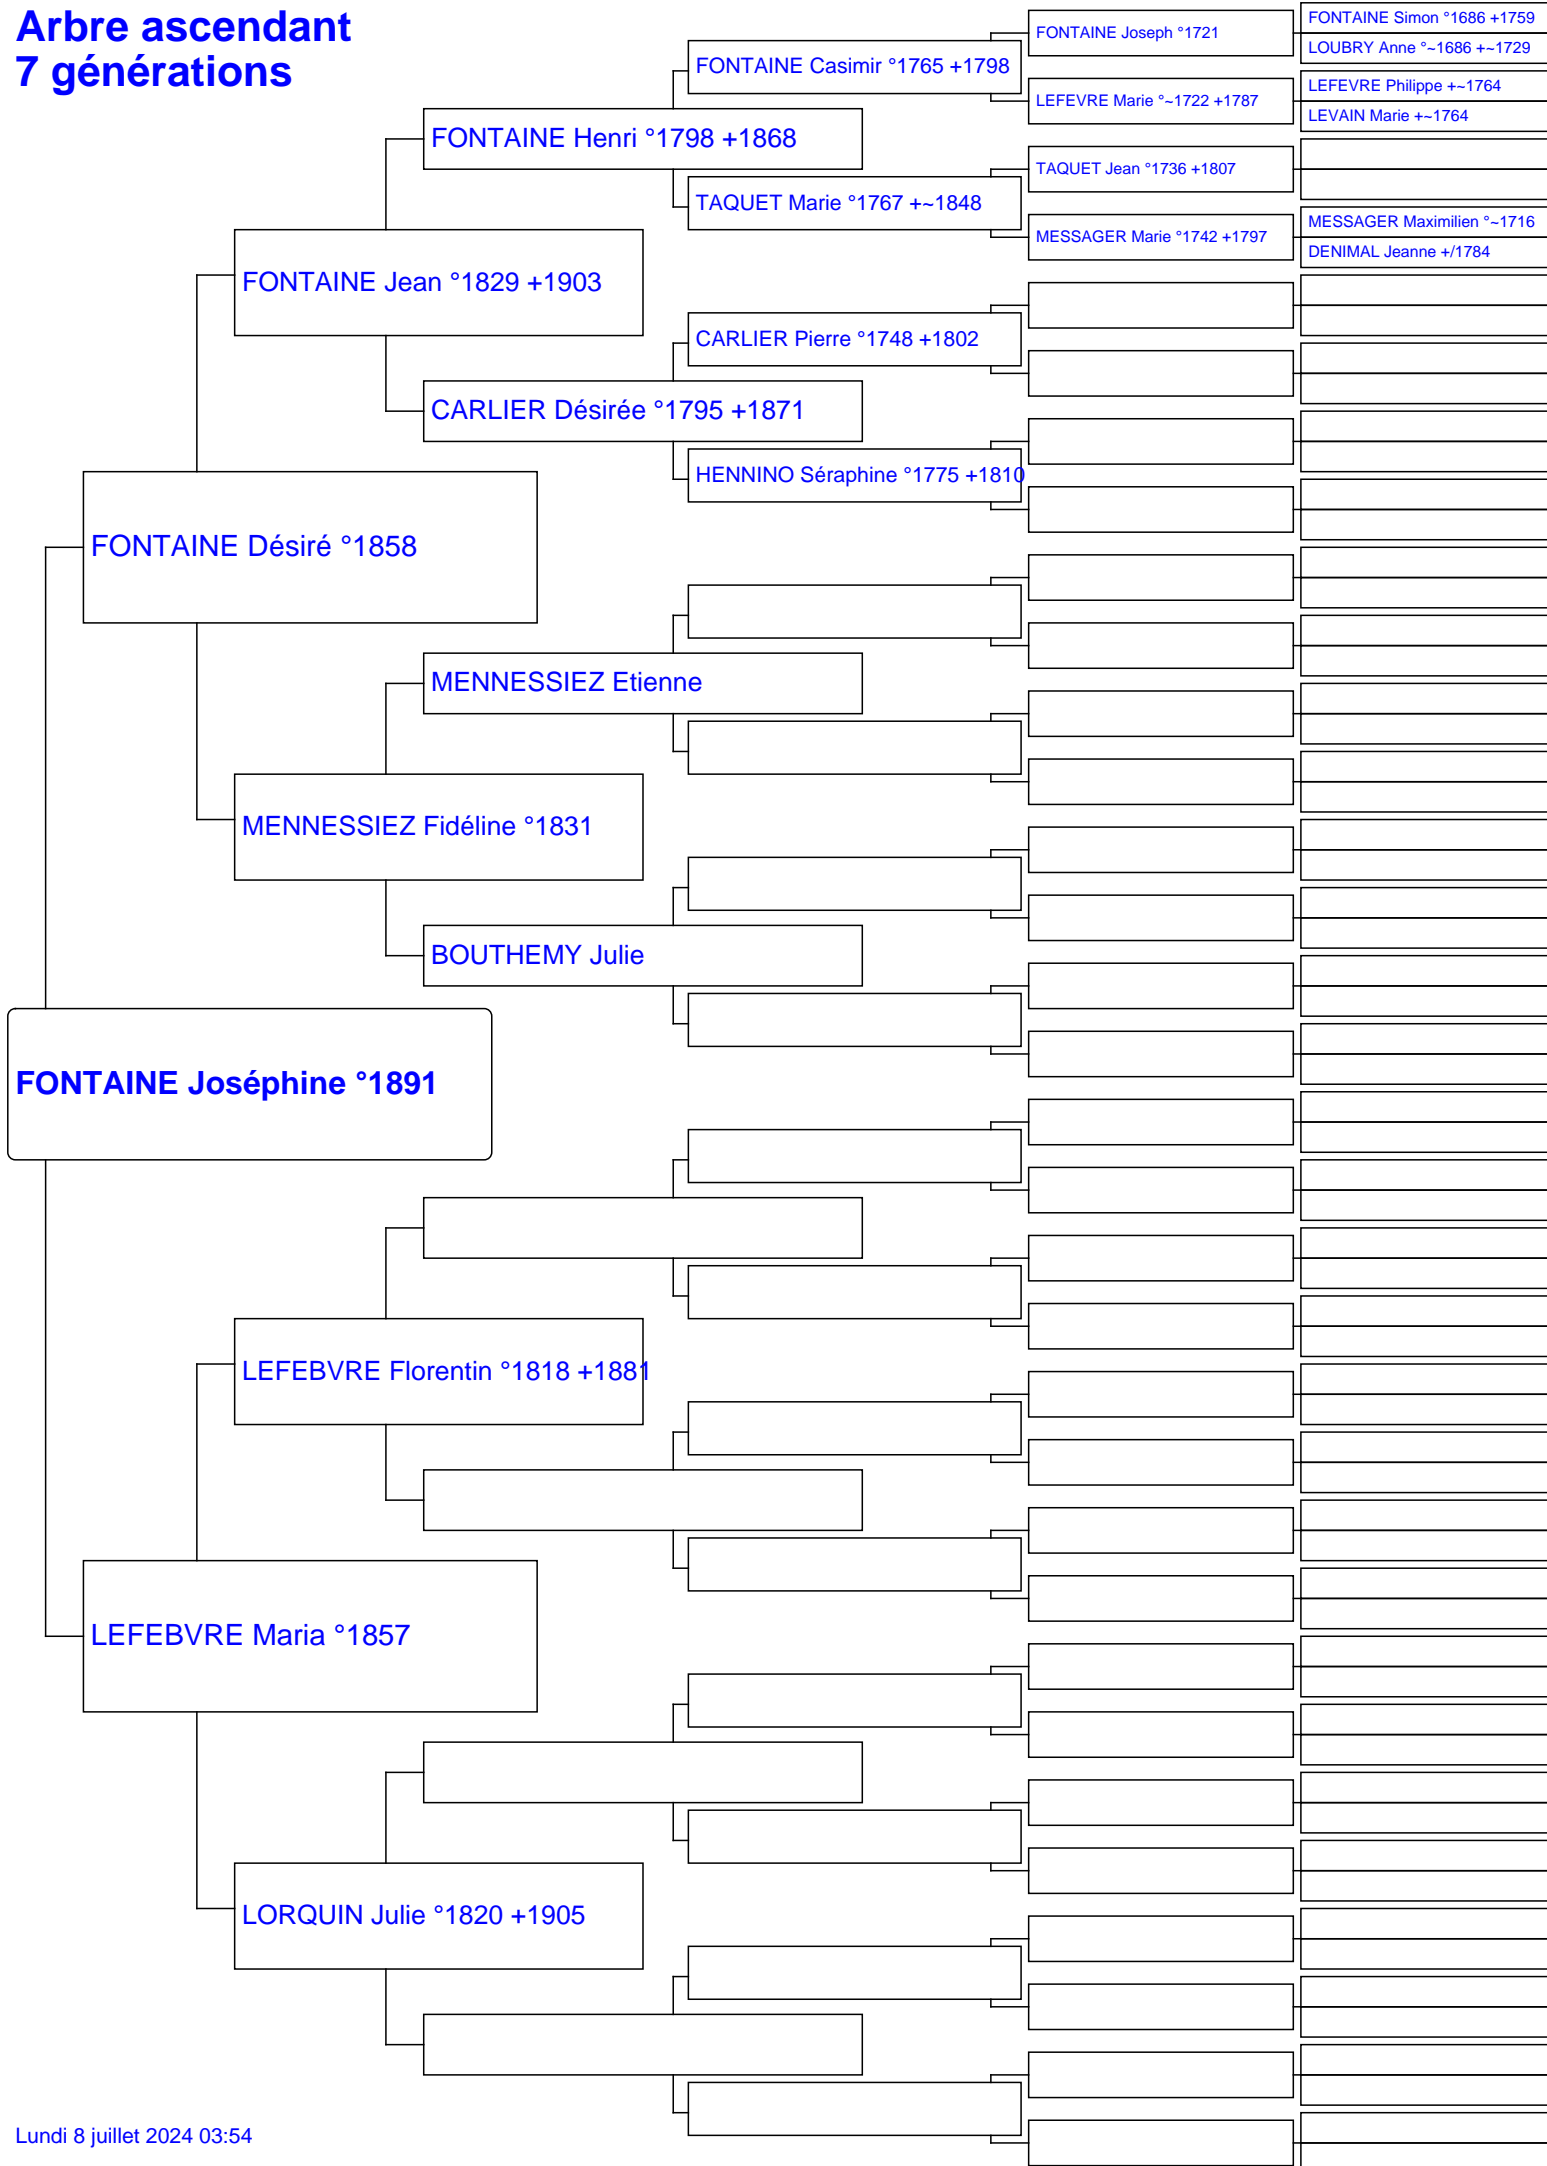 Arbre ascendant
7 générations
FONTAINE Joséphine °1891
FONTAINE Désiré °1858
LEFEBVRE Maria °1857
FONTAINE Jean °1829 +1903
MENNESSIEZ Fidéline °1831
LEFEBVRE Florentin °1818 +1881
LORQUIN Julie °1820 +1905
FONTAINE Henri °1798 +1868
CARLIER Désirée °1795 +1871
MENNESSIEZ Etienne
BOUTHEMY Julie
FONTAINE Casimir °1765 +1798
TAQUET Marie °1767 +~1848
CARLIER Pierre °1748 +1802
HENNINO Séraphine °1775 +1810
FONTAINE Joseph °1721
LEFEVRE Marie °~1722 +1787
TAQUET Jean °1736 +1807
MESSAGER Marie °1742 +1797
FONTAINE Simon °1686 +1759
LOUBRY Anne °~1686 +~1729
LEFEVRE Philippe +~1764
LEVAIN Marie +~1764
MESSAGER Maximilien °~1716
DENIMAL Jeanne +/1784
Lundi 8 juillet 2024 03:54